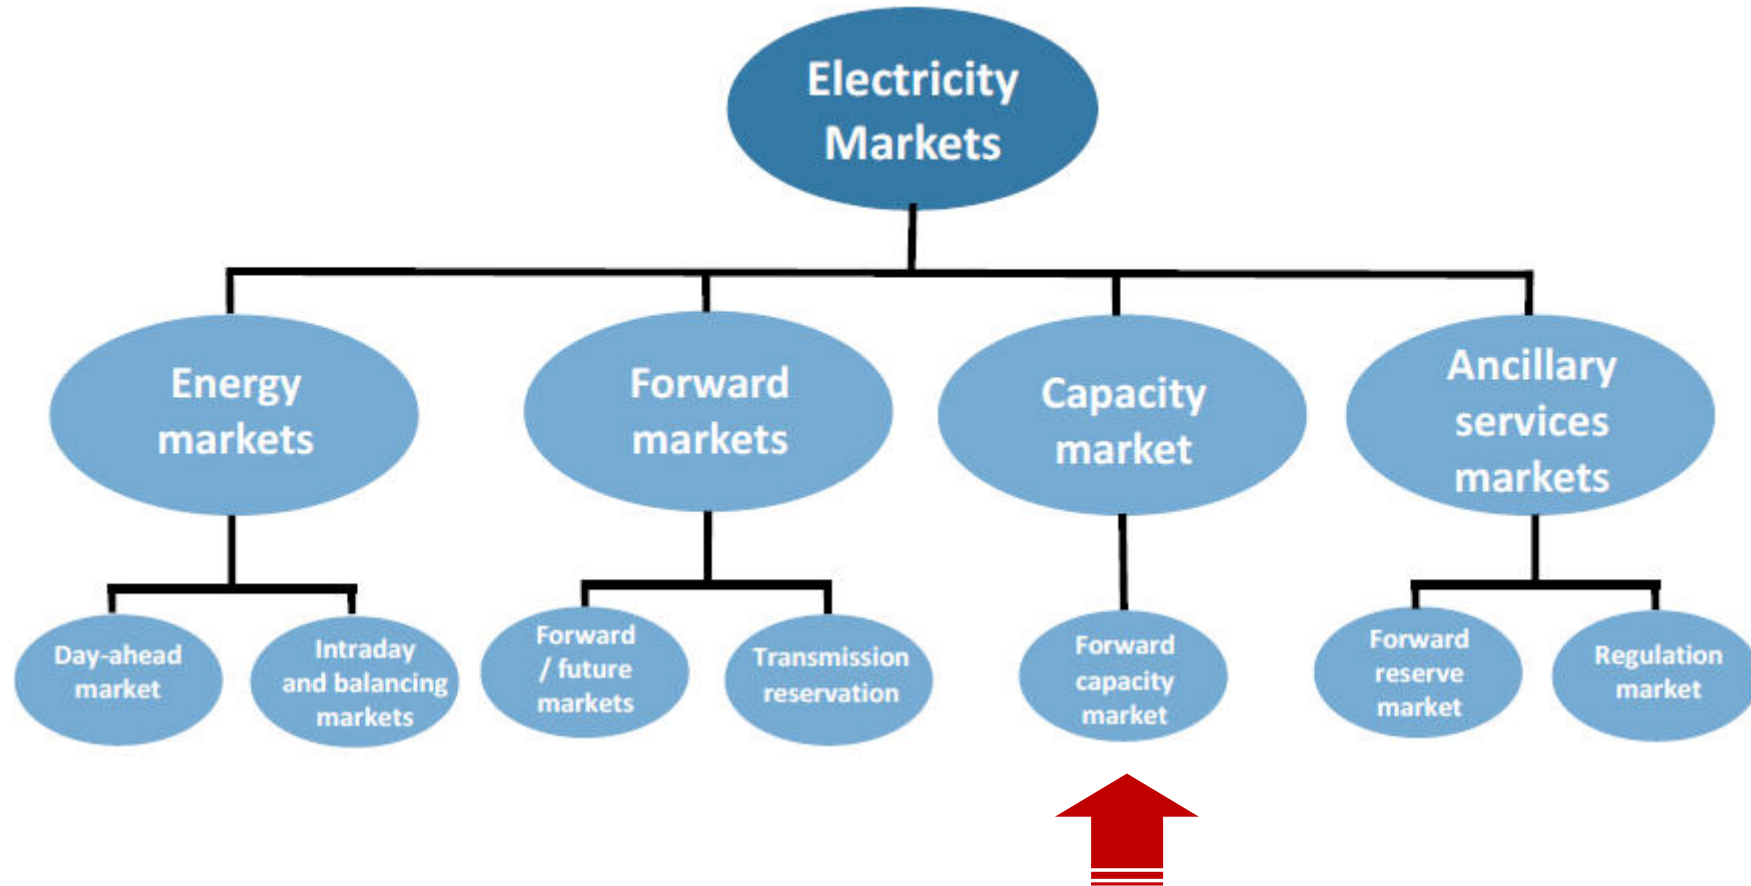 Electricity
Markets
Energy
markets
Forward
markets
Capacity
market
Ancillary
services
markets
Day-ahead
market
Intraday
and balancing
markets
Forward
/ future
markets
Transmission
reservation
Forward
capacity
market
Forward
reserve
market
Regulation
market